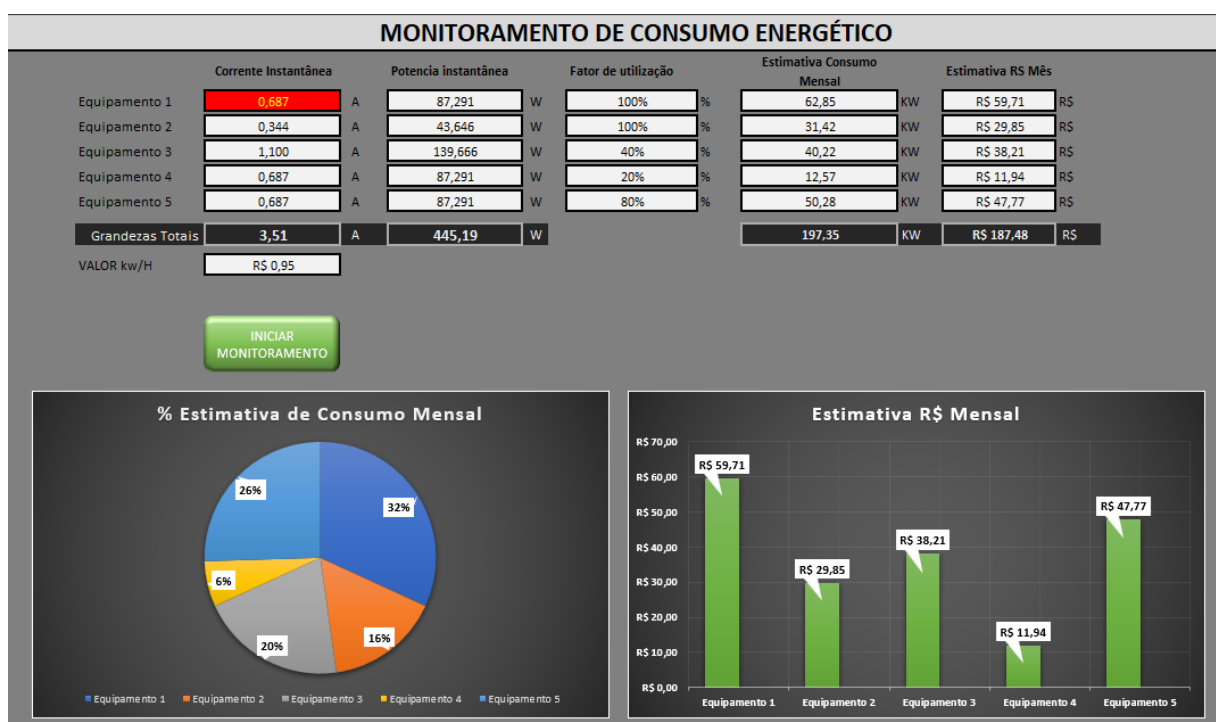 MONITORAMENTO DE CONSUMO ENERGÉTICO
Corrente Instantânea Potencia instantânea Fator de utilização Estimativa Consumo Mensal Estimativa RS Mês
Equipamento 1 0,687 A 87,291 W 100% % 62,85 KW R$ 59,71 R$
Equipamento 2 0,344 A 43,646 W 100% % 31,42 KW R$ 29,85 R$
Equipamento 3 1,100 A 139,666 W 40% % 40,22 KW R$ 38,21 R$
Equipamento 4 0,687 A 87,291 W 20% % 12,57 KW R$ 11,94 R$
Equipamento 5 0,687 A 87,291 W 80% % 50,28 KW R$ 47,77 R$
Grandezas Totais 3,51 A 445,19 W 197,35 KW R$ 187,48 R$
VALOR kw/H R$ 0,95
INICIAR
MONITORAMENTO
% Estimativa de Consumo Mensal
26%
32%
6%
20%
16%
Equipamento 1 Equipamento 2 Equipamento 3 Equipamento 4 Equipamento 5
Estimativa R$ Mensal
R$ 70,00
R$ 60,00
R$ 50,00
R$ 40,00
R$ 30,00
R$ 20,00
R$ 10,00
R$ 0,00
R$ 59,71
R$ 29,85
R$ 38,21
R$ 11,94
R$ 47,77
Equipamento 1 Equipamento 2 Equipamento 3 Equipamento 4 Equipamento 5